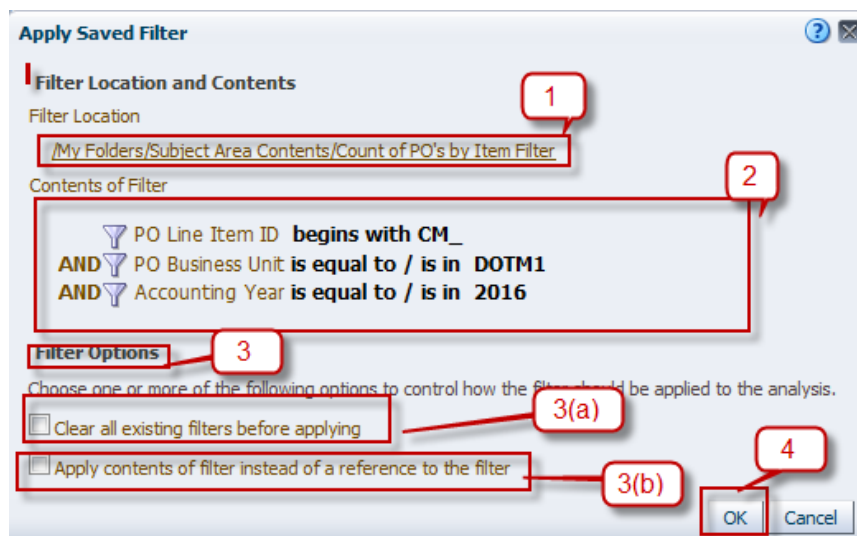 Apply Saved Filter
Filter Location and Contents
1
Filter Location
/My Folders/Subject Area Contents/Count of PO's by Item Filter
Contents of Filter
2
PO Line Item ID begins with CM_
AND PO Business Unit is equal to / is in DOTM1
AND Accounting Year is equal to / is in 2016
Filter Options
3
Choose one or more of the following options to control how the filter should be applied to the analysis.
3(a)
Clear all existing filters before applying
4
Apply contents of filter instead of a reference to the filter
3(b)
OK Cancel